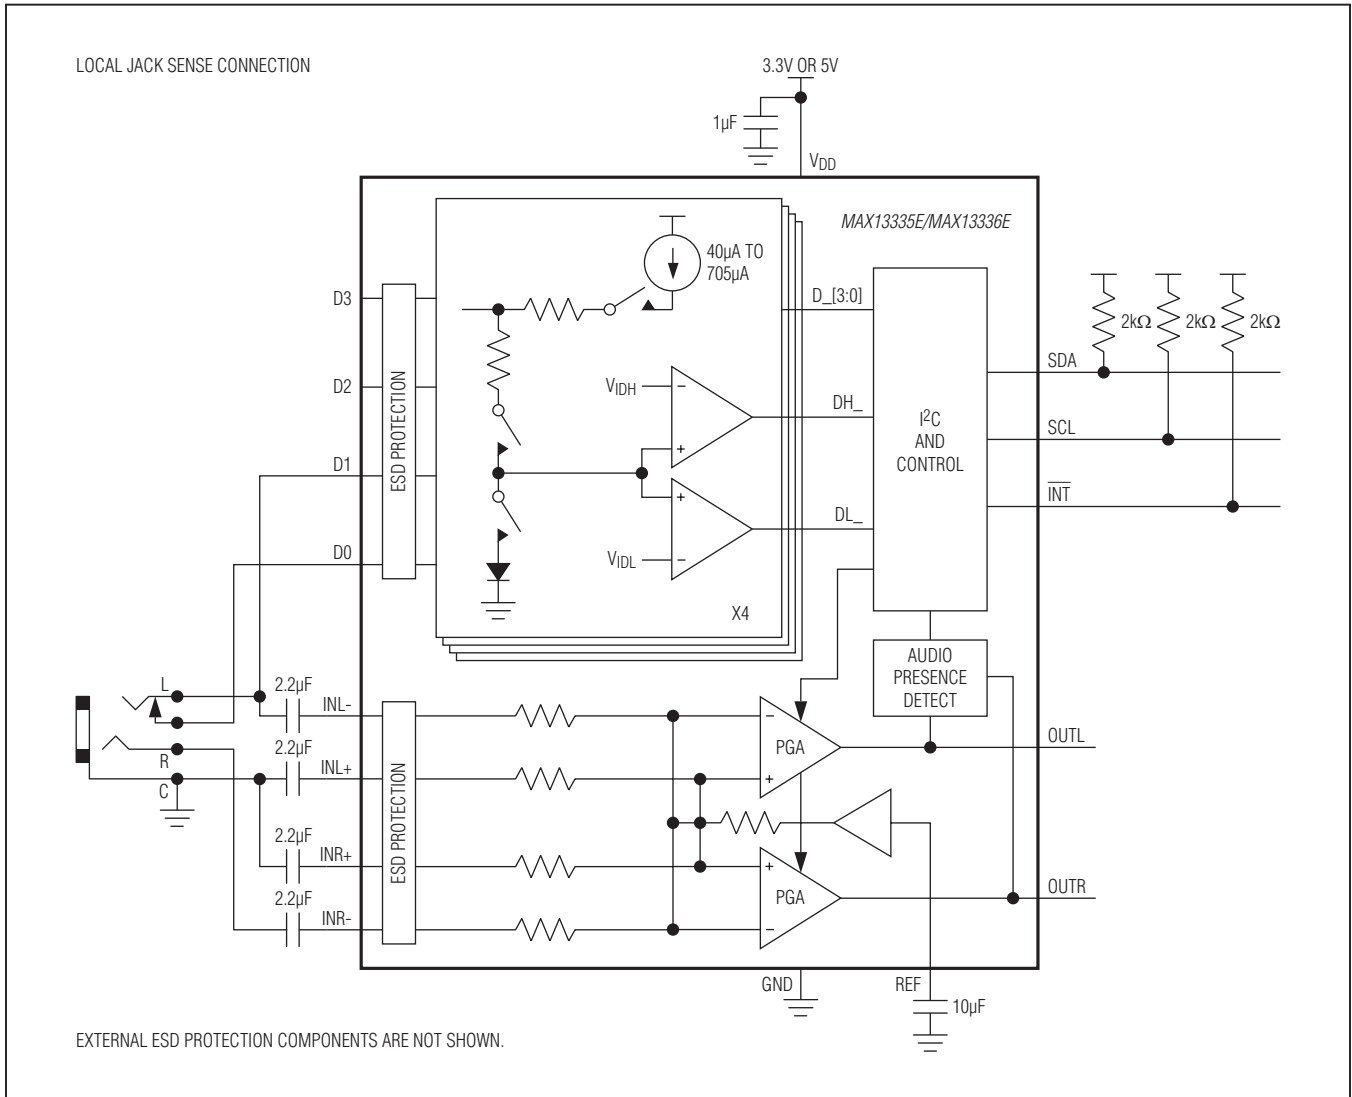 LOCAL JACK SENSE CONNECTION
3.3V OR 5V
1µF
VDD
MAX13335E/MAX13336E
40µA TO
705µA
D3
D_[3:0]
2kΩ
2kΩ
2kΩ
SDA
D2
VIDH
DH_
I2C
AND
CONTROL
SCL
ESD PROTECTION
D1
INT
DL_
D0
VIDL
X4
AUDIO
PRESENCE
DETECT
L
2.2µF
INL-
PGA
OUTL
R
2.2µF
INL+
C
ESD PROTECTION
2.2µF
INR+
2.2µF
INR-
PGA
OUTR
GND
REF
10µF
EXTERNAL ESD PROTECTION COMPONENTS ARE NOT SHOWN.